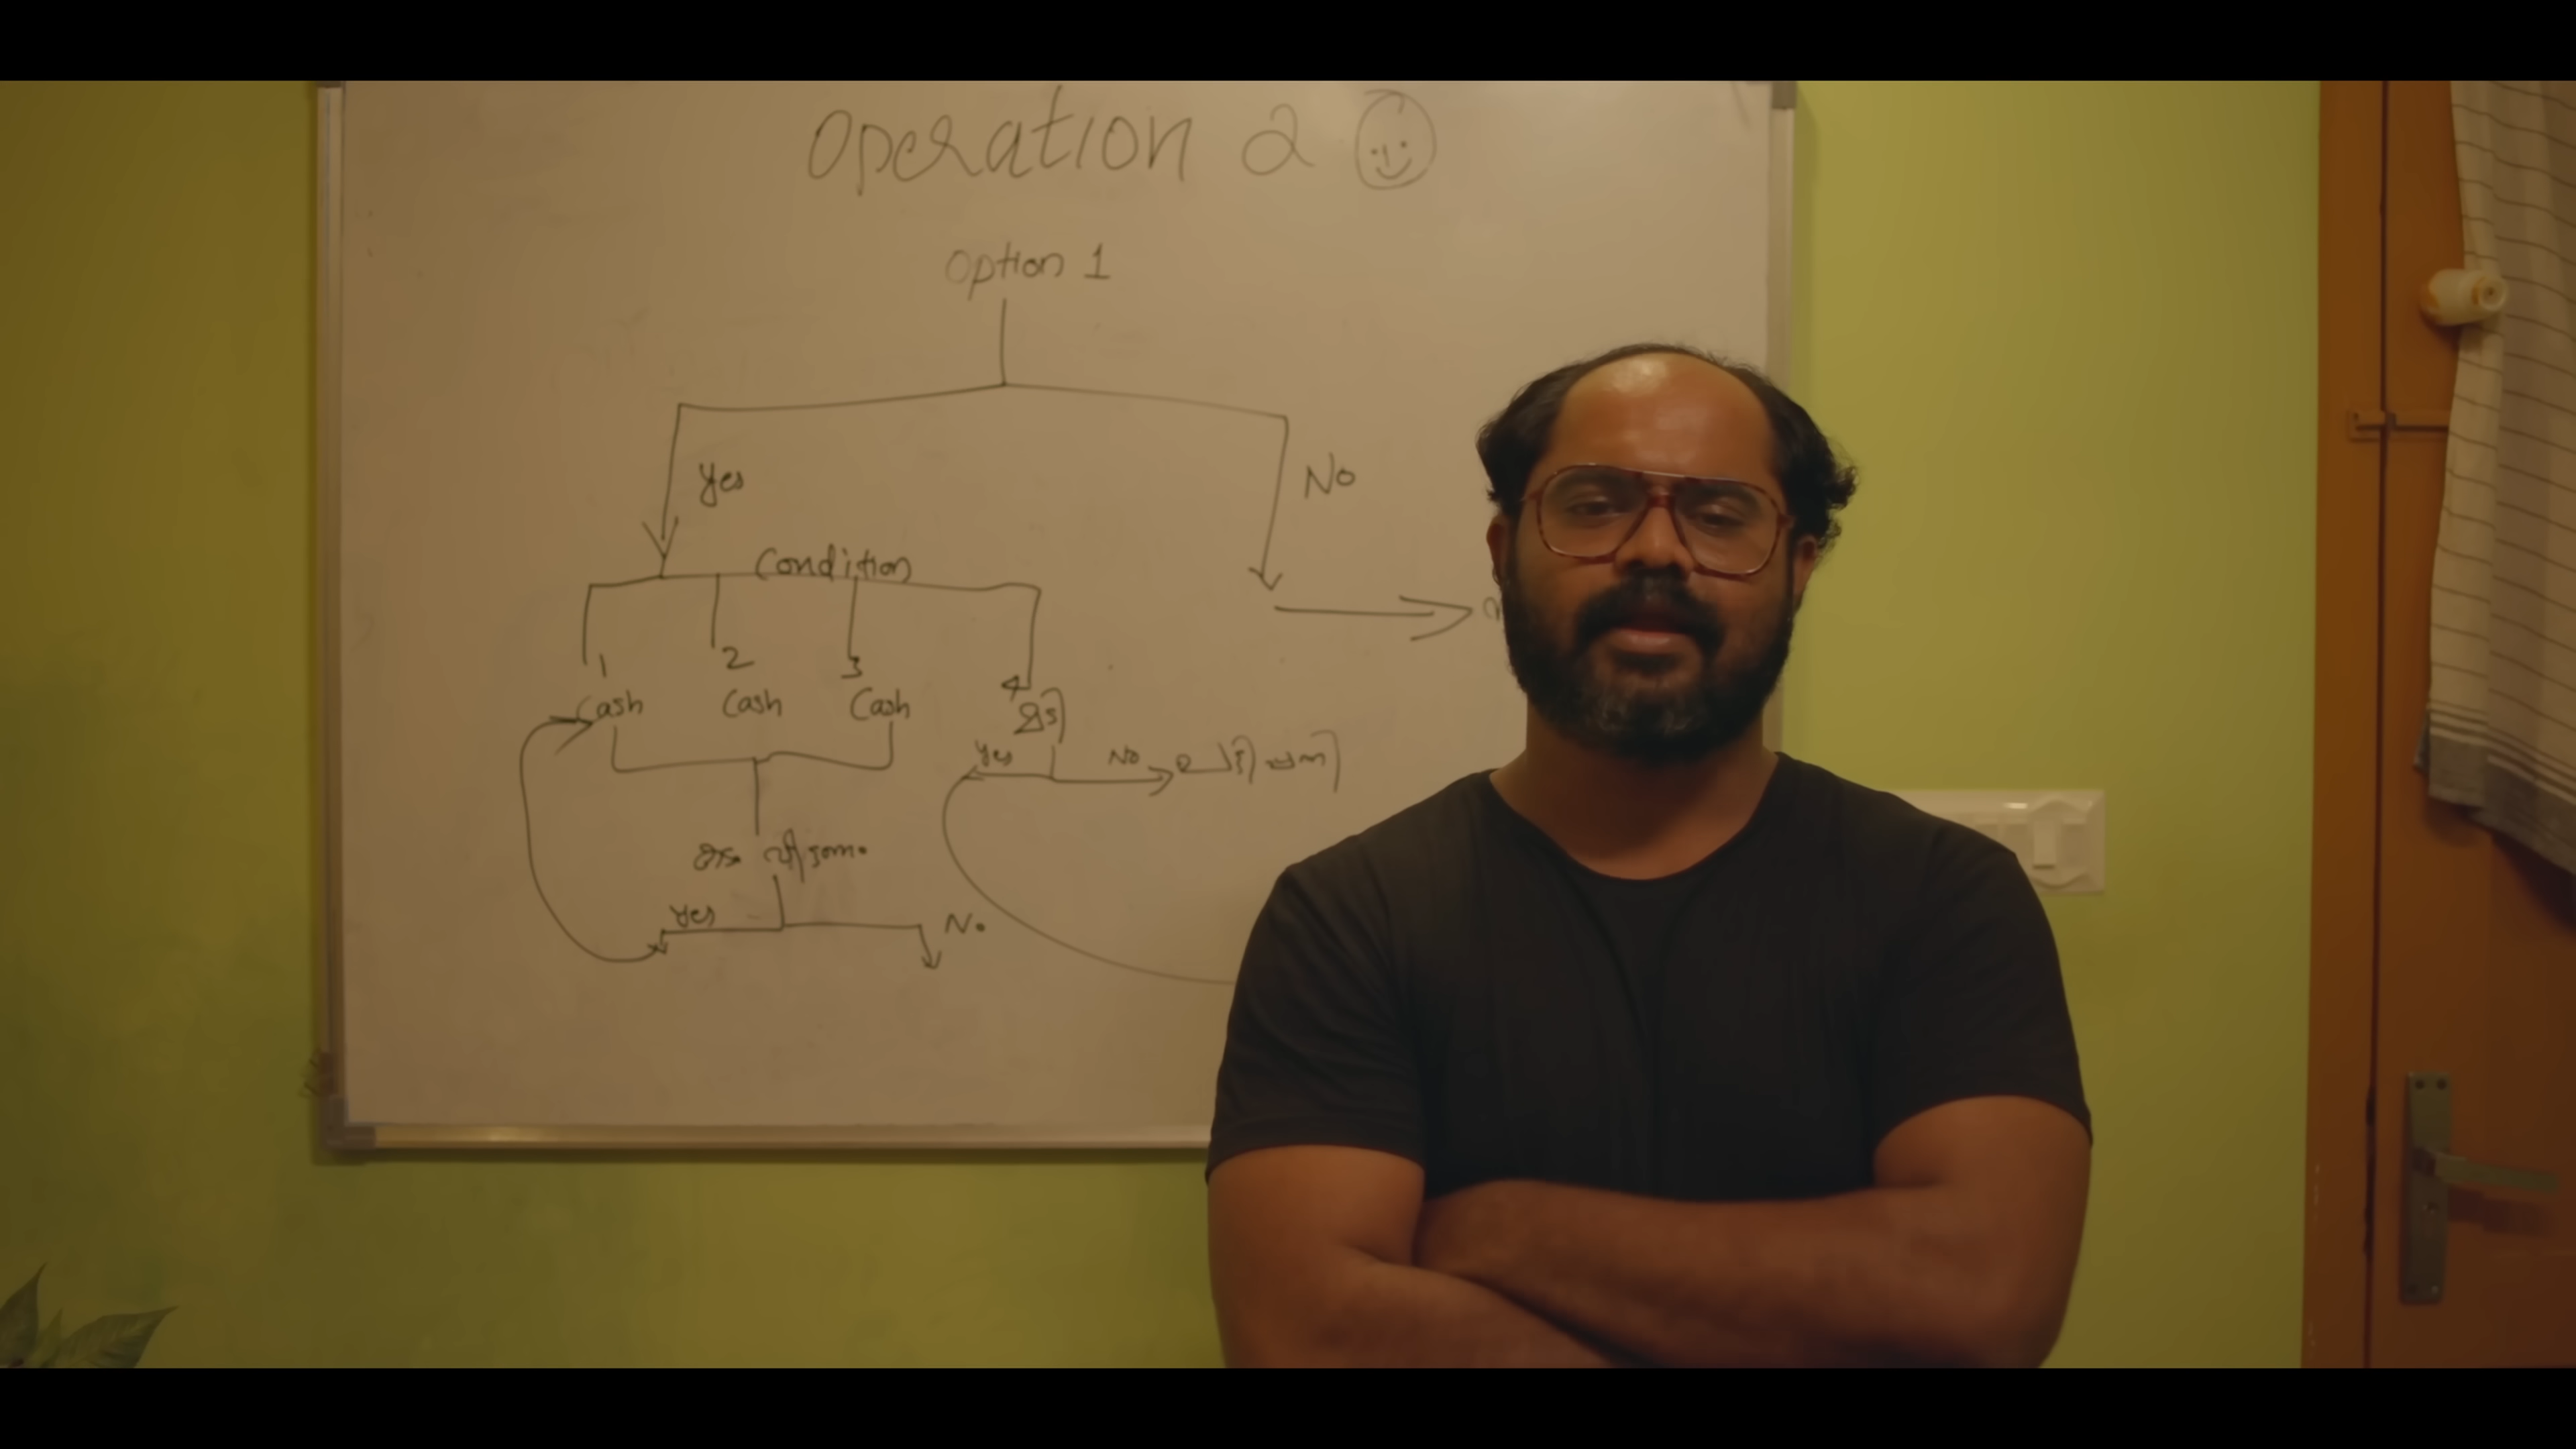 Operation 2
Option 1
Yes
No
Condition
1 2 3 4
Cash Cash Cash
Yes No
Yes No